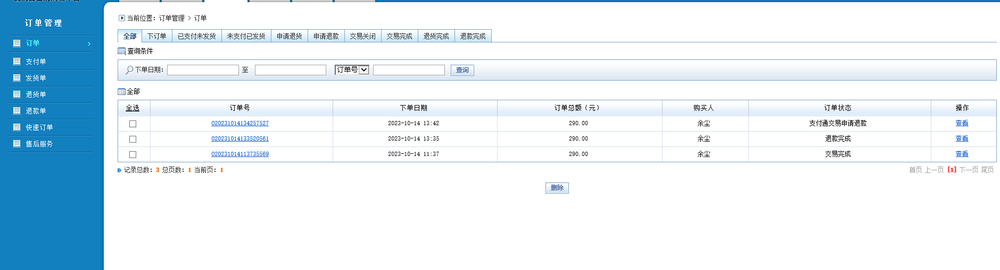 订单管理
订单
支付单
发货单
退货单
退款单
快速订单
售后服务
当前位置：订单管理 > 订单
全部 下订单 已支付未发货 未支付已发货 申请退货 申请退款 交易关闭 交易完成 退货完成 退款完成
查询条件
下单日期： 至 订单号 查询
全部
全选 订单号 下单日期 订单总额（元） 购买人 订单状态 操作
020231014134257527 2023-10-14 13:42 290.00 余尘 支付通交易申请退款 查看
020231014133520561 2023-10-14 13:35 290.00 余尘 退款完成 查看
020231014113735569 2023-10-14 11:37 290.00 余尘 交易完成 查看
记录总数：3 总页数：1 当前页：1 首页 上一页 [1] 下一页 尾页
删除